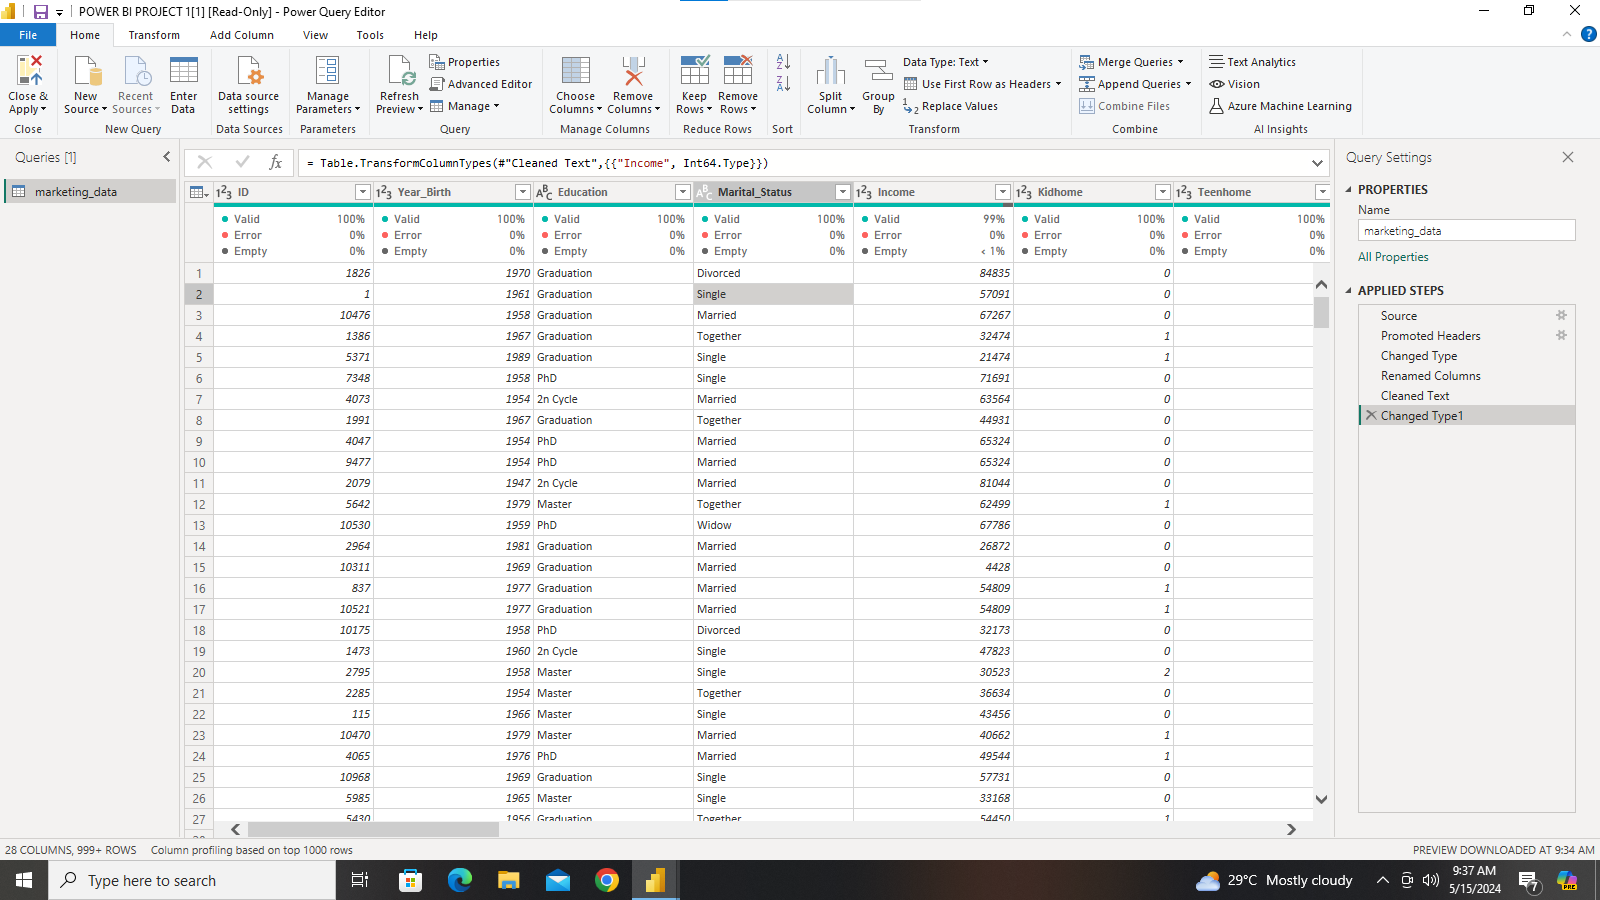 POWER BI PROJECT 1[1] [Read-Only] - Power Query Editor
File Home Transform Add Column View Tools Help
Close & Apply
New Source
Recent Sources
Enter Data
Data source settings
Manage Parameters
Refresh Preview
Properties
Advanced Editor
Manage
Choose Columns
Remove Columns
Keep Rows
Remove Rows
Split Column
Group By
Data Type: Text
Use First Row as Headers
Replace Values
Merge Queries
Append Queries
Combine Files
Text Analytics
Vision
Azure Machine Learning
Close New Query Data Sources Parameters Query Manage Columns Reduce Rows Sort Transform Combine AI Insights
Queries [1]
marketing_data
= Table.TransformColumnTypes(#"Cleaned Text",{{"Income", Int64.Type}})
ID Year_Birth Education Marital_Status Income Kidhome Teenhome
Valid 100% Valid 100% Valid 100% Valid 100% Valid 99% Valid 100% Valid 100%
Error 0% Error 0% Error 0% Error 0% Error 0% Error 0% Error 0%
Empty 0% Empty 0% Empty 0% Empty 0% Empty < 1% Empty 0% Empty 0%
1 1826 1970 Graduation Divorced 84835 0
2 1 1961 Graduation Single 57091 0
3 10476 1958 Graduation Married 67267 0
4 1386 1967 Graduation Together 32474 1
5 5371 1989 Graduation Single 21474 1
6 7348 1958 PhD Single 71691 0
7 4073 1954 2n Cycle Married 63564 0
8 1991 1967 Graduation Together 44931 0
9 4047 1954 PhD Married 65324 0
10 9477 1954 PhD Married 65324 0
11 2079 1947 2n Cycle Married 81044 0
12 5642 1979 Master Together 62499 1
13 10530 1959 PhD Widow 67786 0
14 2964 1981 Graduation Married 26872 0
15 10311 1969 Graduation Married 4428 0
16 837 1977 Graduation Married 54809 1
17 10521 1977 Graduation Married 54809 1
18 10175 1958 PhD Divorced 32173 0
19 1473 1960 2n Cycle Single 47823 0
20 2795 1958 Master Single 30523 2
21 2285 1954 Master Together 36634 0
22 115 1966 Master Single 43456 0
23 10470 1979 Master Married 40662 1
24 4065 1976 PhD Married 49544 1
25 10968 1969 Graduation Single 57731 0
26 5985 1965 Master Single 33168 0
27 5430 1956 Graduation Together 54450 1
Query Settings
PROPERTIES
Name
marketing_data
All Properties
APPLIED STEPS
Source
Promoted Headers
Changed Type
Renamed Columns
Cleaned Text
Changed Type1
28 COLUMNS, 999+ ROWS Column profiling based on top 1000 rows PREVIEW DOWNLOADED AT 9:34 AM
Type here to search
29°C Mostly cloudy
9:37 AM
5/15/2024
7
PRE